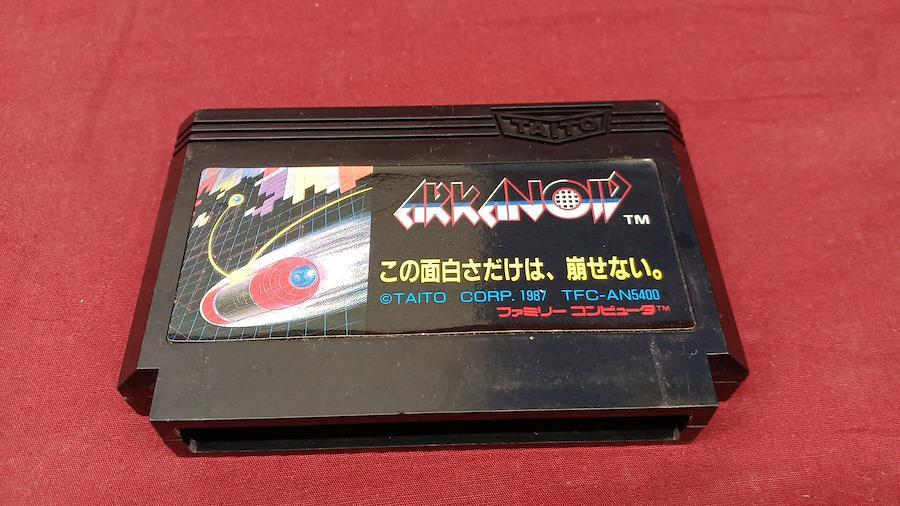 TAITO
ARKANOID TM
この面白さだけは、崩せない。
©TAITO CORP. 1987 TFC-AN5400
ファミリー コンピュータ™